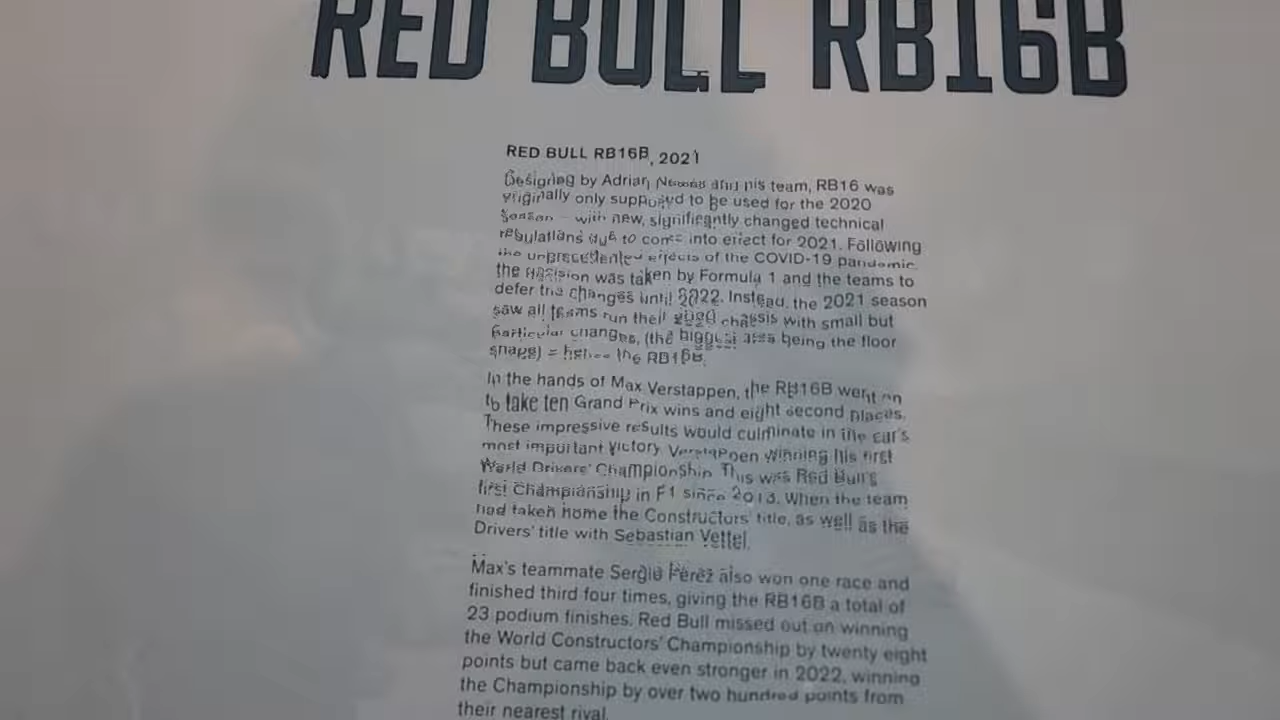 RED BULL RB16B
RED BULL RB16B, 2021
Designing by Adrian Newey and his team, RB16 was
originally only supposed to be used for the 2020
season – with new, significantly changed technical
regulations due to come into effect for 2021. Following
the unprecedented effects of the COVID-19 pandemic,
the decision was taken by Formula 1 and the teams to
defer the changes until 2022. Instead, the 2021 season
saw all teams run their chassis with small but
particular changes, (the biggest area being the floor
shape) – hence the RB16B.
In the hands of Max Verstappen, the RB16B went on
to take ten Grand Prix wins and eight second places.
These impressive results would culminate in the car's
most important victory Verstappen winning his first
World Drivers' Championship. This was Red Bull's
first Championship in F1 since 2013. When the team
had taken home the Constructors' title, as well as the
Drivers' title with Sebastian Vettel.
Max's teammate Sergio Pérez also won one race and
finished third four times, giving the RB16B a total of
23 podium finishes. Red Bull missed out on winning
the World Constructors' Championship by twenty eight
points but came back even stronger in 2022, winning
the Championship by over two hundred points from
their nearest rival.